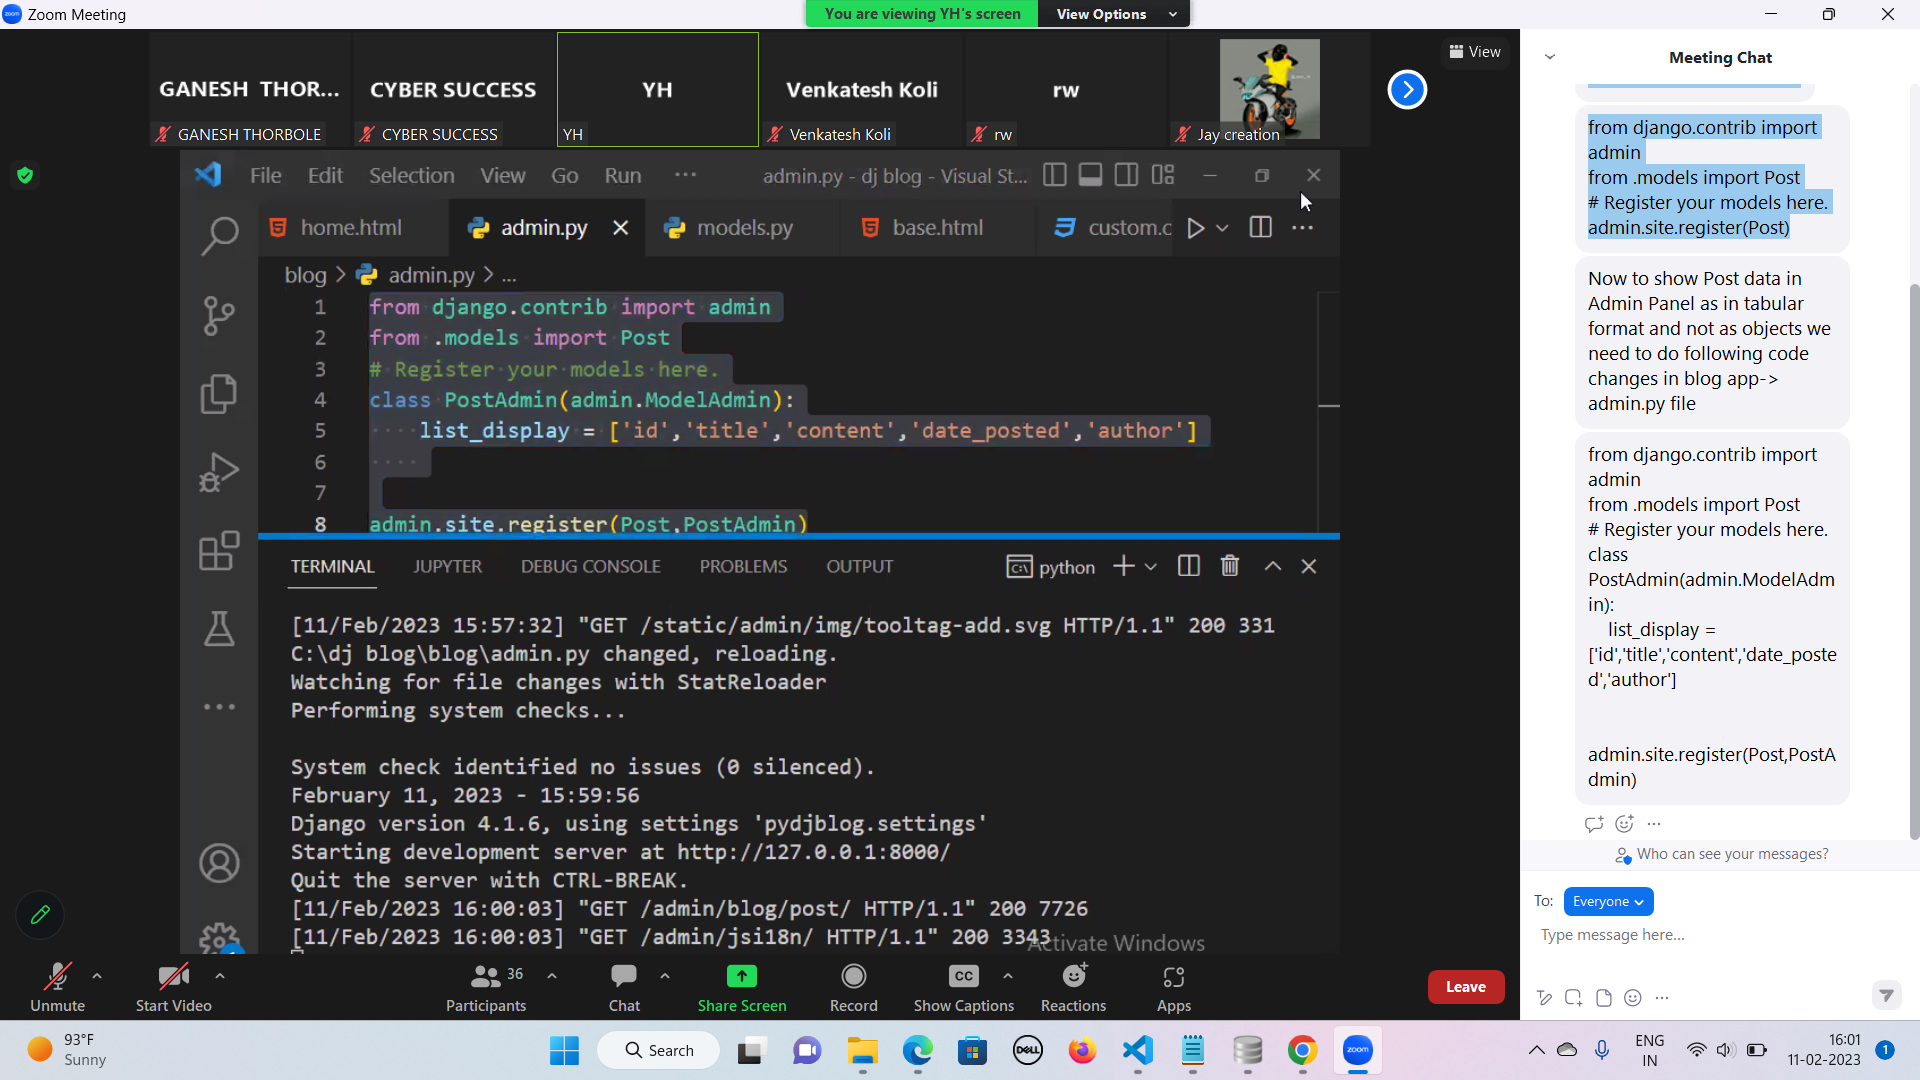 zoom Zoom Meeting
You are viewing YH's screen
View Options
View
GANESH THOR...
GANESH THORBOLE
CYBER SUCCESS
CYBER SUCCESS
YH
YH
Venkatesh Koli
Venkatesh Koli
rw
rw
Jay creation
File Edit Selection View Go Run ...
admin.py - dj blog - Visual St...
home.html
admin.py
models.py
base.html
custom.c
blog > admin.py > ...
1 from django.contrib import admin
2 from .models import Post
3 # Register your models here.
4 class PostAdmin(admin.ModelAdmin):
5 list_display = ['id','title','content','date_posted','author']
6
7
8 admin.site.register(Post,PostAdmin)
TERMINAL JUPYTER DEBUG CONSOLE PROBLEMS OUTPUT
python
[11/Feb/2023 15:57:32] "GET /static/admin/img/tooltag-add.svg HTTP/1.1" 200 331
C:\dj blog\blog\admin.py changed, reloading.
Watching for file changes with StatReloader
Performing system checks...
System check identified no issues (0 silenced).
February 11, 2023 - 15:59:56
Django version 4.1.6, using settings 'pydjblog.settings'
Starting development server at http://127.0.0.1:8000/
Quit the server with CTRL-BREAK.
[11/Feb/2023 16:00:03] "GET /admin/blog/post/ HTTP/1.1" 200 7726
[11/Feb/2023 16:00:03] "GET /admin/jsi18n/ HTTP/1.1" 200 3343
Activate Windows
Meeting Chat
from django.contrib import
admin
from .models import Post
# Register your models here.
admin.site.register(Post)
Now to show Post data in
Admin Panel as in tabular
format and not as objects we
need to do following code
changes in blog app->
admin.py file
from django.contrib import
admin
from .models import Post
# Register your models here.
class
PostAdmin(admin.ModelAdm
in):
list_display =
['id','title','content','date_poste
d','author']
admin.site.register(Post,PostA
dmin)
Who can see your messages?
To: Everyone
Type message here...
Unmute
Start Video
36
Participants
Chat
Share Screen
Record
CC
Show Captions
Reactions
Apps
Leave
93°F
Sunny
Search
DELL
zoom
ENG
IN
16:01
11-02-2023
1